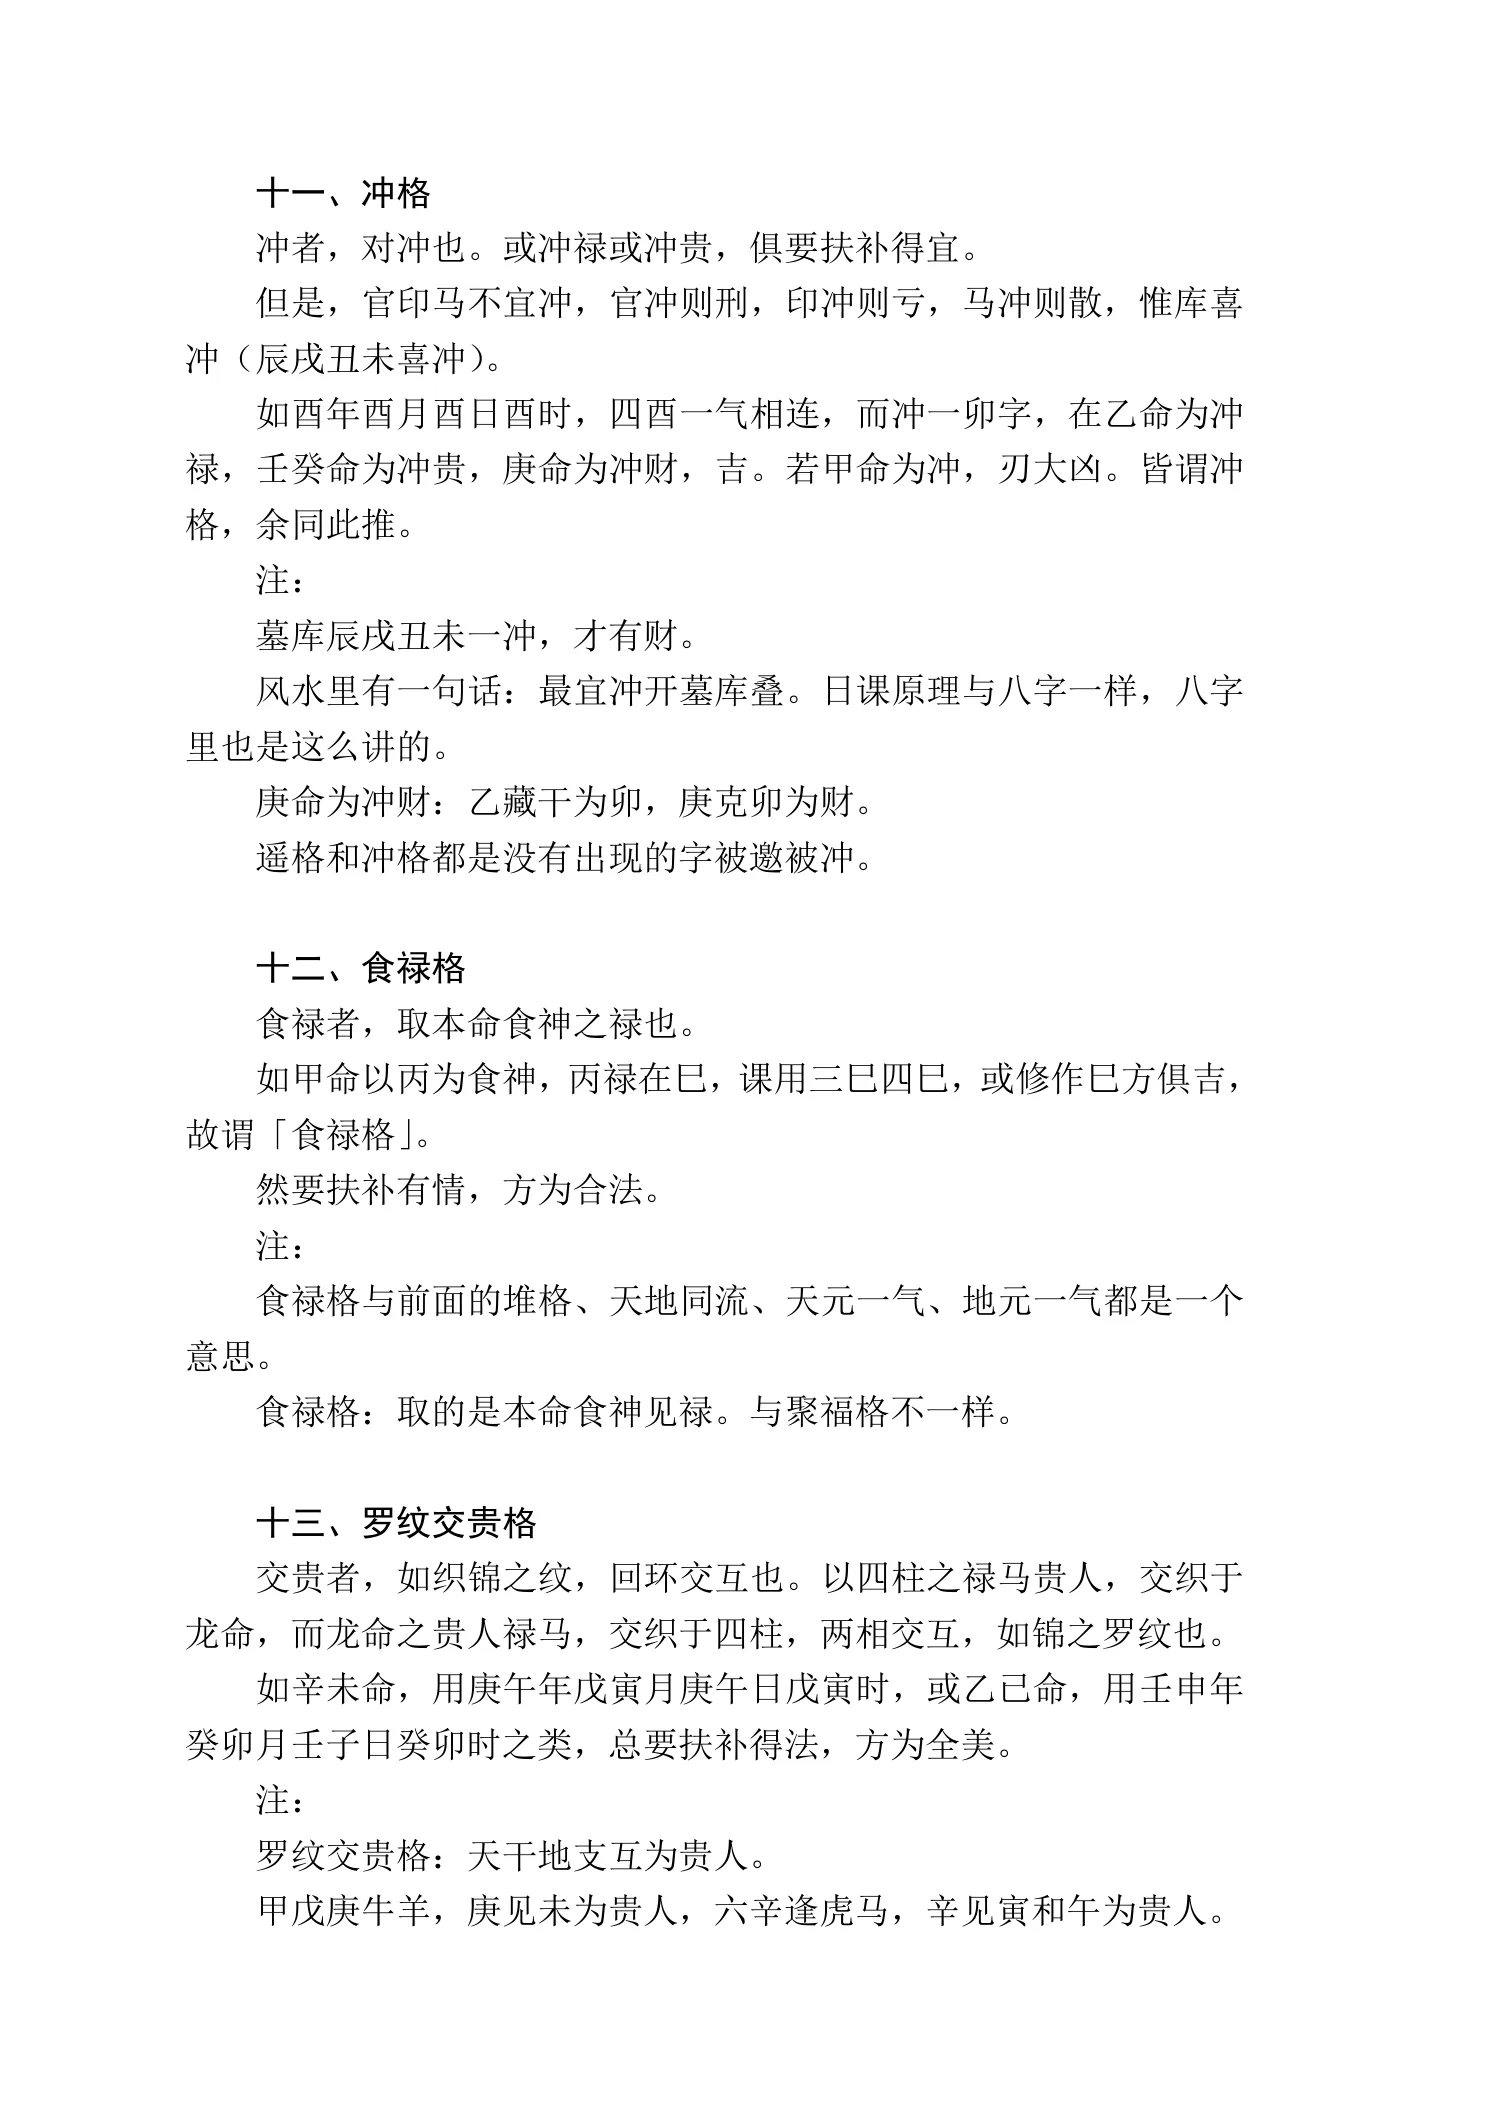 十一、冲格
冲者，对冲也。或冲禄或冲贵，俱要扶补得宜。
但是，官印马不宜冲，官冲则刑，印冲则亏，马冲则散，惟库喜
冲（辰戌丑未喜冲）。
如酉年酉月酉日酉时，四酉一气相连，而冲一卯字，在乙命为冲
禄，壬癸命为冲贵，庚命为冲财，吉。若甲命为冲，刃大凶。皆谓冲
格，余同此推。
注：
墓库辰戌丑未一冲，才有财。
风水里有一句话：最宜冲开墓库叠。日课原理与八字一样，八字
里也是这么讲的。
庚命为冲财：乙藏干为卯，庚克卯为财。
遥格和冲格都是没有出现的字被邀被冲。
十二、食禄格
食禄者，取本命食神之禄也。
如甲命以丙为食神，丙禄在巳，课用三巳四巳，或修作巳方俱吉，
故谓「食禄格」。
然要扶补有情，方为合法。
注：
食禄格与前面的堆格、天地同流、天元一气、地元一气都是一个
意思。
食禄格：取的是本命食神见禄。与聚福格不一样。
十三、罗纹交贵格
交贵者，如织锦之纹，回环交互也。以四柱之禄马贵人，交织于
龙命，而龙命之贵人禄马，交织于四柱，两相交互，如锦之罗纹也。
如辛未命，用庚午年戊寅月庚午日戊寅时，或乙已命，用壬申年
癸卯月壬子日癸卯时之类，总要扶补得法，方为全美。
注：
罗纹交贵格：天干地支互为贵人。
甲戊庚牛羊，庚见未为贵人，六辛逢虎马，辛见寅和午为贵人。